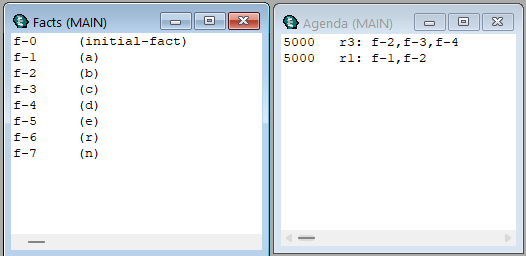 Facts (MAIN)
f-0 (initial-fact)
f-1 (a)
f-2 (b)
f-3 (c)
f-4 (d)
f-5 (e)
f-6 (r)
f-7 (n)
Agenda (MAIN)
5000 r3: f-2,f-3,f-4
5000 r1: f-1,f-2